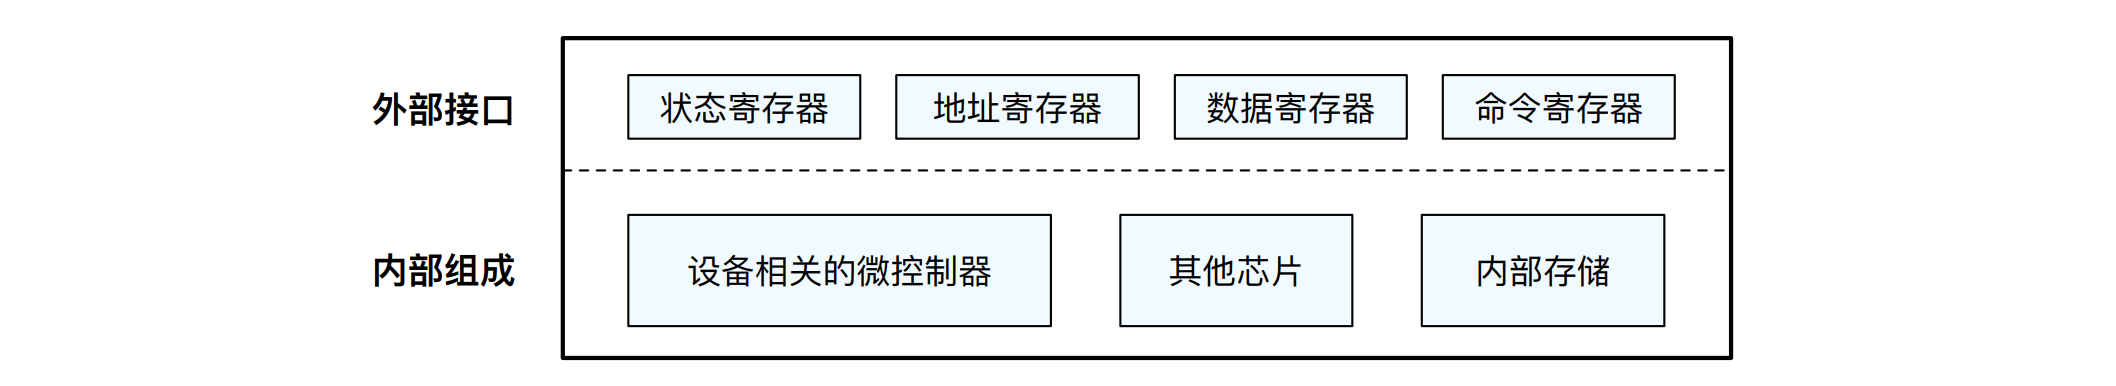 外部接口
状态寄存器
地址寄存器
数据寄存器
命令寄存器
内部组成
设备相关的微控制器
其他芯片
内部存储